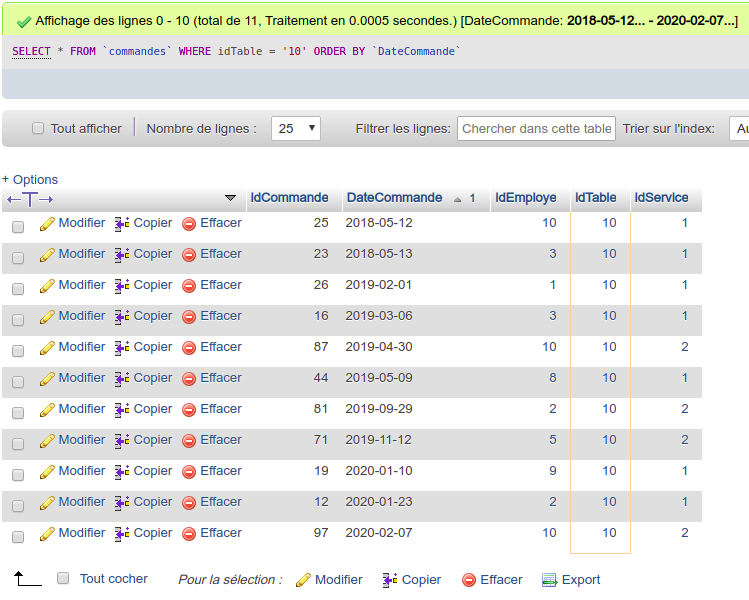 Affichage des lignes 0 - 10 (total de 11, Traitement en 0.0005 secondes.) [DateCommande: 2018-05-12... - 2020-02-07...]
SELECT * FROM `commandes` WHERE idTable = '10' ORDER BY `DateCommande`
Tout afficher Nombre de lignes : 25 Filtrer les lignes: Chercher dans cette table Trier sur l'index: Au
+ Options
IdCommande DateCommande 1 IdEmploye IdTable IdService
Modifier Copier Effacer 25 2018-05-12 10 10 1
Modifier Copier Effacer 23 2018-05-13 3 10 1
Modifier Copier Effacer 26 2019-02-01 1 10 1
Modifier Copier Effacer 16 2019-03-06 3 10 1
Modifier Copier Effacer 87 2019-04-30 10 10 2
Modifier Copier Effacer 44 2019-05-09 8 10 1
Modifier Copier Effacer 81 2019-09-29 2 10 2
Modifier Copier Effacer 71 2019-11-12 5 10 2
Modifier Copier Effacer 19 2020-01-10 9 10 1
Modifier Copier Effacer 12 2020-01-23 2 10 1
Modifier Copier Effacer 97 2020-02-07 10 10 2
Tout cocher Pour la sélection : Modifier Copier Effacer Export